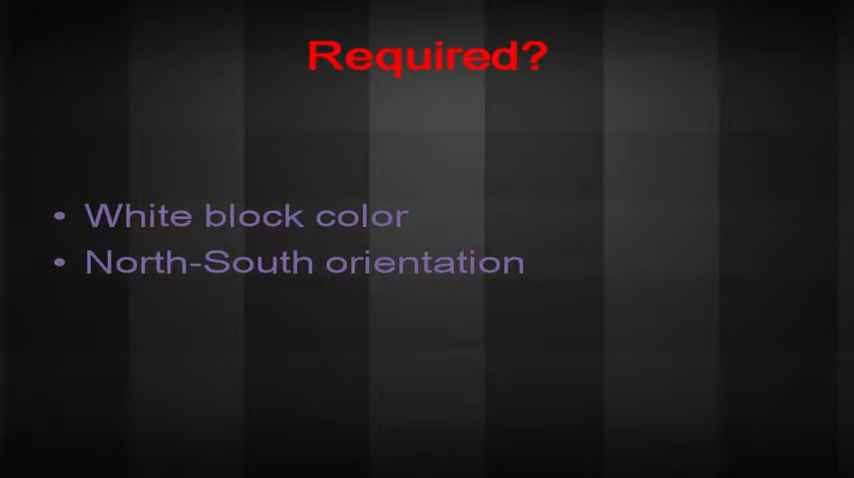 Required?
• White block color
• North-South orientation